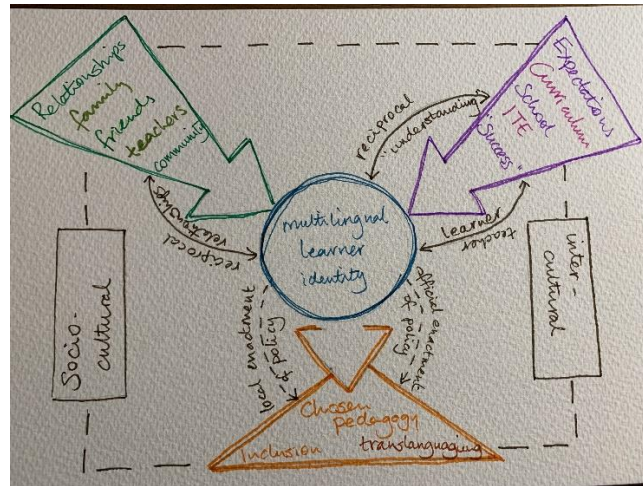 Relationships
family
friends
teachers
community
Expectations
Curriculum
School
ITE
"Success"
reciprocal
"understanding"
reciprocal
relationships
learner
teacher
multilingual
learner
identity
Socio-
cultural
inter-
cultural
local enactment
of policy
official enactment
of policy
Chosen
pedagogy
Inclusion
translanguaging